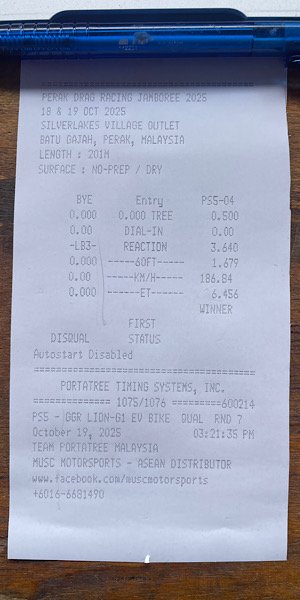 PERAK DRAG RACING JAMBOREE 2025
18 & 19 OCT 2025
SILVERLAKES VILLAGE OUTLET
BATU GAJAH, PERAK, MALAYSIA
LENGTH : 201M
SURFACE : NO-PREP / DRY
BYE Entry PS5-04
0.000 0.000 TREE 0.500
0.00 DIAL-IN 0.00
-LB3- REACTION 3.640
0.000 ------60FT----- 1.679
0.00 ------KM/H----- 186.84
0.000 -------ET------ 6.456
WINNER
FIRST
DISQUAL STATUS
Autostart Disabled
========================================
PORTATREE TIMING SYSTEMS, INC.
============== 1075/1076 =========600214
PS5 - GGR LION-G1 EV BIKE QUAL RND 7
October 19, 2025 03:21:35 PM
TEAM PORTATREE MALAYSIA
MUSC MOTORSPORTS - ASEAN DISTRIBUTOR
www.facebook.com/muscmotorsports
+6016-6681490